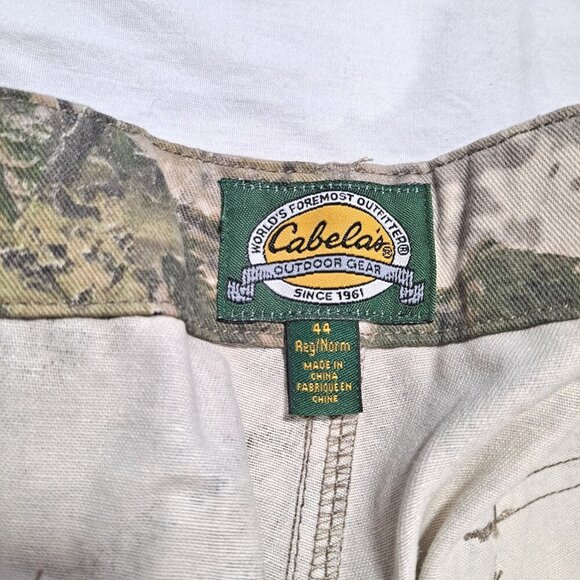 WORLD'S FOREMOST OUTFITTER®
Cabela's®
OUTDOOR GEAR
SINCE 1961
44
Reg/Norm
MADE IN
CHINA
FABRIQUE EN
CHINE